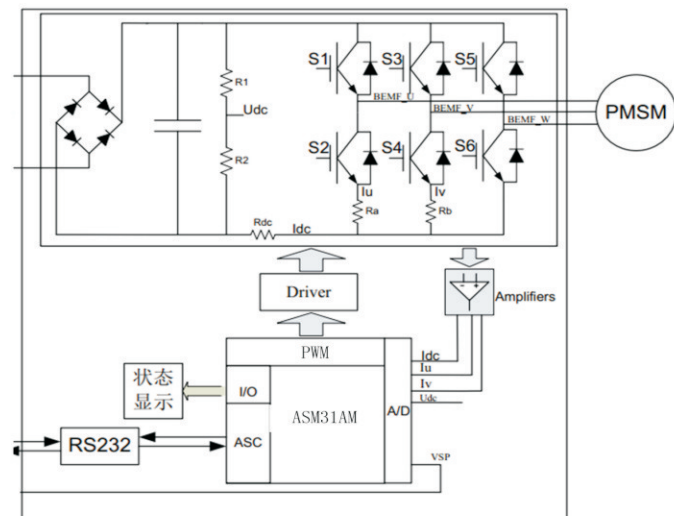 S1
S3
S5
R1
Udc
BEMF_U
BEMF_V
BEMF_W
PMSM
R2
S2
S4
S6
Iu
Iv
Ra
Rb
Rdc
Idc
Driver
Amplifiers
PWM
Idc
Iu
Iv
Udc
状态
显示
I/O
ASM31AM
A/D
RS232
ASC
VSP